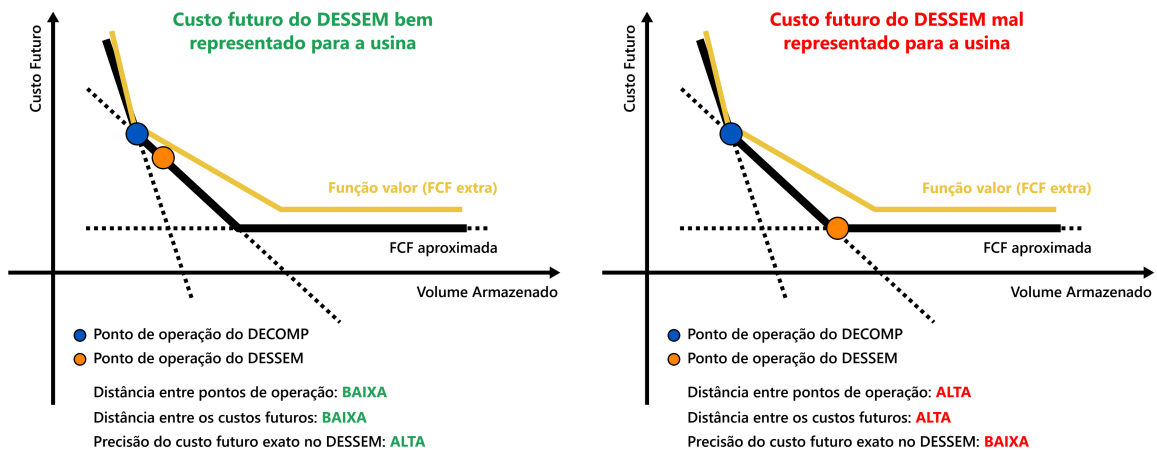 Custo futuro do DESSEM bem
representado para a usina
Custo Futuro
Função valor (FCF extra)
FCF aproximada
Volume Armazenado
Ponto de operação do DECOMP
Ponto de operação do DESSEM
Distância entre pontos de operação: BAIXA
Distância entre os custos futuros: BAIXA
Precisão do custo futuro exato no DESSEM: ALTA
Custo futuro do DESSEM mal
representado para a usina
Custo Futuro
Função valor (FCF extra)
FCF aproximada
Volume Armazenado
Ponto de operação do DECOMP
Ponto de operação do DESSEM
Distância entre pontos de operação: ALTA
Distância entre os custos futuros: ALTA
Precisão do custo futuro exato no DESSEM: BAIXA